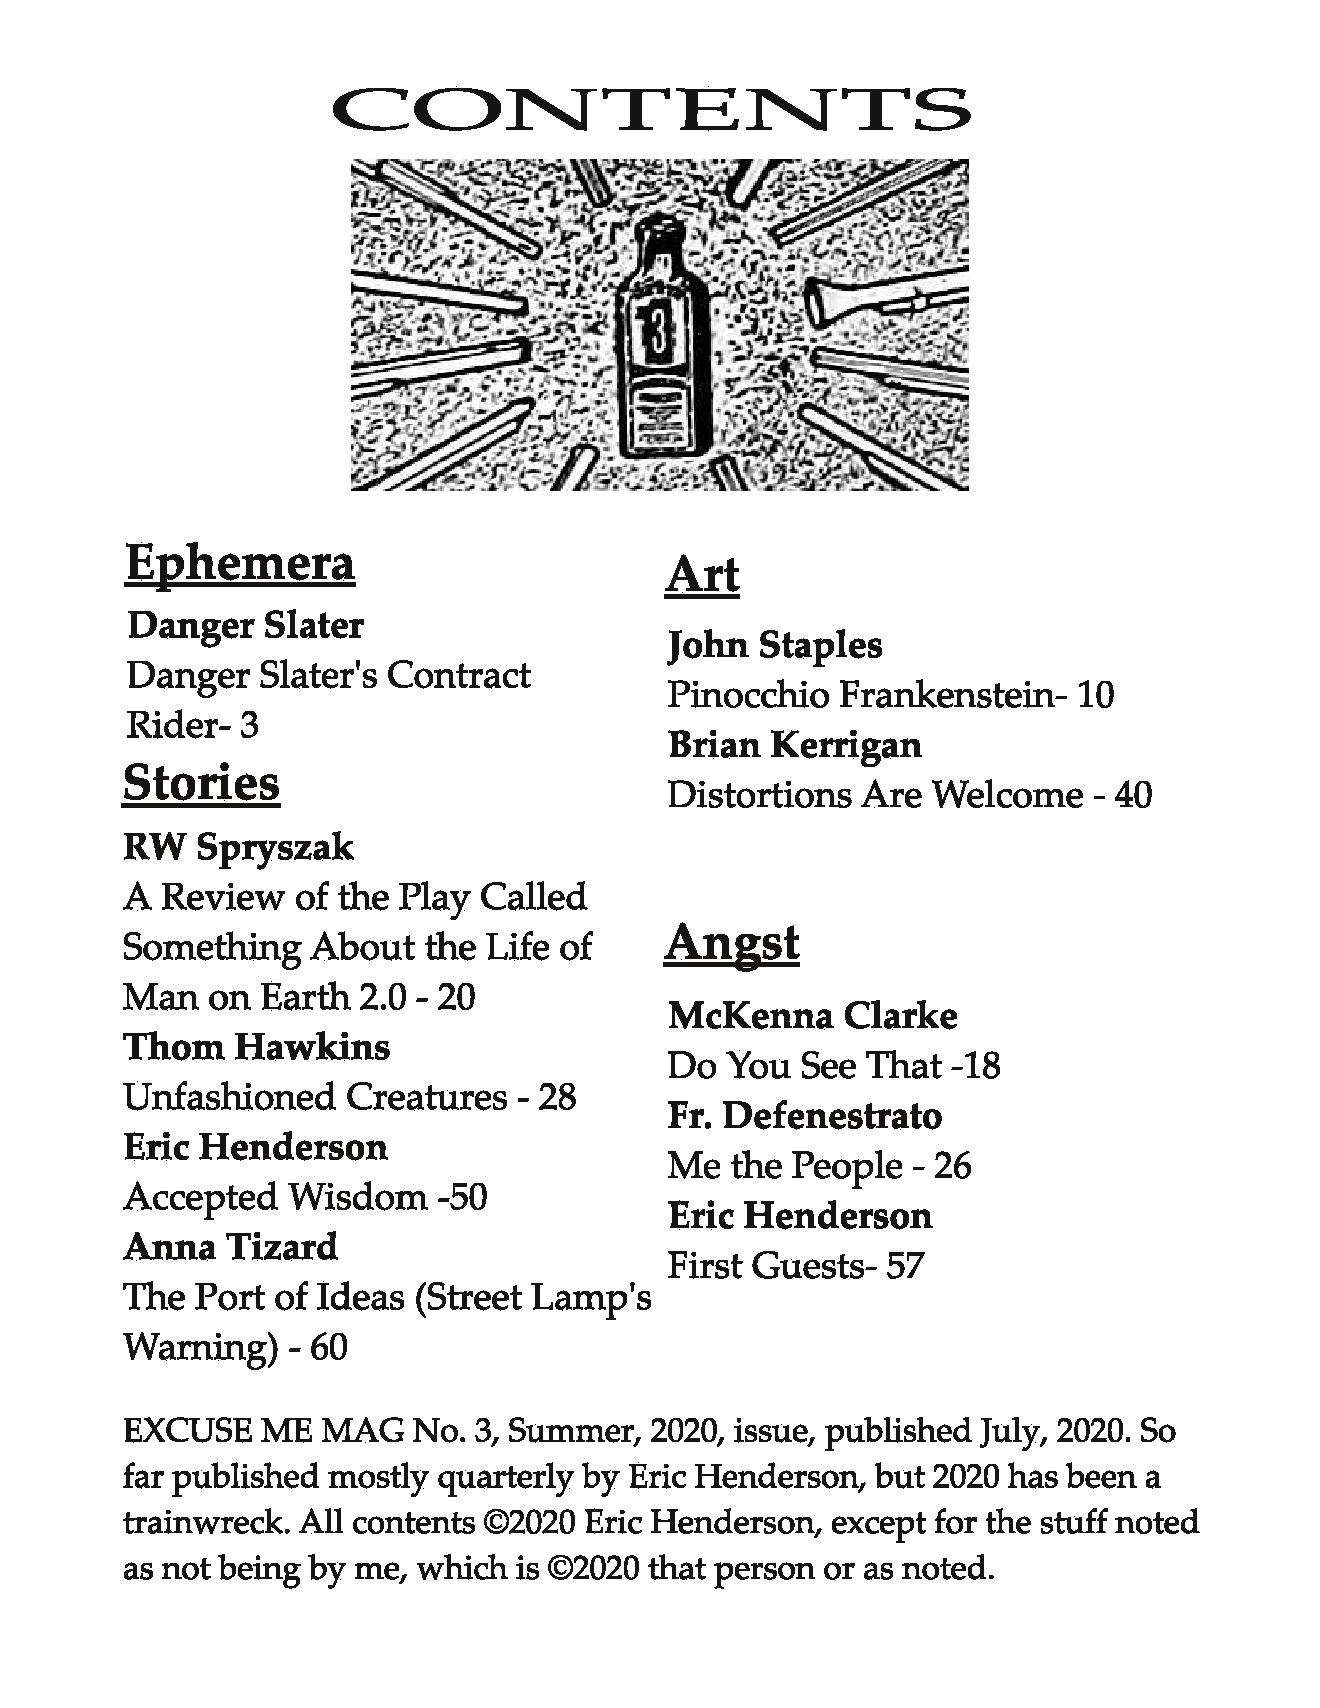 CONTENTS
3
Ephemera
Danger Slater
Danger Slater's Contract
Rider- 3
Stories
RW Spryszak
A Review of the Play Called
Something About the Life of
Man on Earth 2.0 - 20
Thom Hawkins
Unfashioned Creatures - 28
Eric Henderson
Accepted Wisdom -50
Anna Tizard
The Port of Ideas (Street Lamp's
Warning) - 60
Art
John Staples
Pinocchio Frankenstein- 10
Brian Kerrigan
Distortions Are Welcome - 40
Angst
McKenna Clarke
Do You See That -18
Fr. Defenestrato
Me the People - 26
Eric Henderson
First Guests- 57
EXCUSE ME MAG No. 3, Summer, 2020, issue, published July, 2020. So
far published mostly quarterly by Eric Henderson, but 2020 has been a
trainwreck. All contents ©2020 Eric Henderson, except for the stuff noted
as not being by me, which is ©2020 that person or as noted.